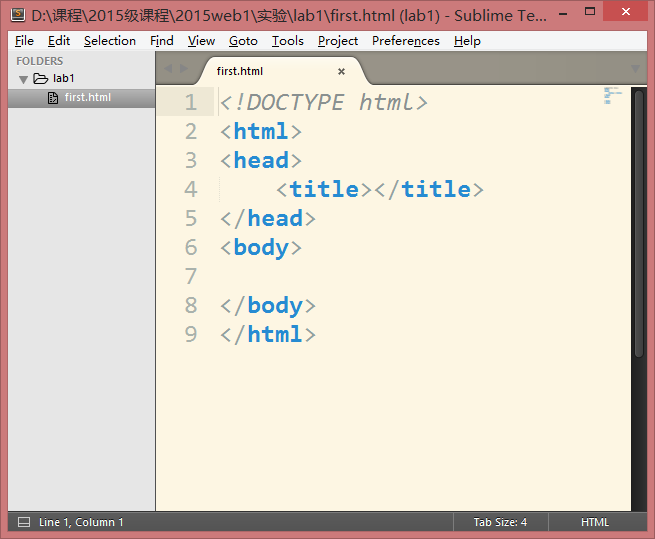 D:\课程\2015级课程\2015web1\实验\lab1\first.html (lab1) - Sublime Te...
File Edit Selection Find View Goto Tools Project Preferences Help
FOLDERS
lab1
first.html
first.html
1 <!DOCTYPE html>
2 <html>
3 <head>
4 <title></title>
5 </head>
6 <body>
7
8 </body>
9 </html>
Line 1, Column 1 Tab Size: 4 HTML